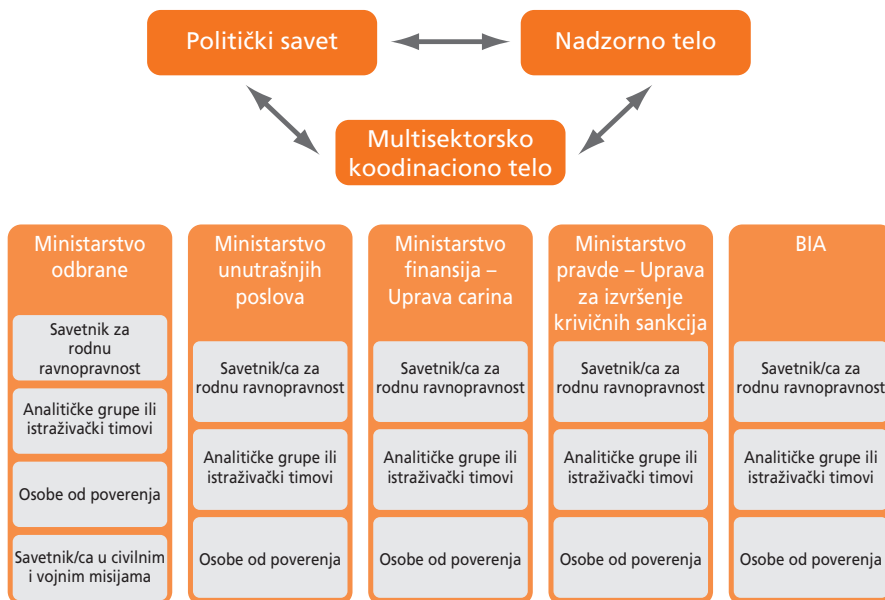 Politički savet
Nadzorno telo
Multisektorsko
koodinaciono telo
Ministarstvo
odbrane
Savetnik za
rodnu
ravnopravnost
Analitičke grupe ili
istraživački timovi
Osobe od poverenja
Savetnik/ca u civilnim
i vojnim misijama
Ministarstvo
unutrašnjih
poslova
Savetnik/ca za
rodnu ravnopravnost
Analitičke grupe ili
istraživački timovi
Osobe od poverenja
Ministarstvo
finansija –
Uprava carina
Savetnik/ca za
rodnu ravnopravnost
Analitičke grupe ili
istraživački timovi
Osobe od poverenja
Ministarstvo
pravde – Uprava
za izvršenje
krivičnih sankcija
Savetnik/ca za
rodnu ravnopravnost
Analitičke grupe ili
istraživački timovi
Osobe od poverenja
BIA
Savetnik/ca za
rodnu ravnopravnost
Analitičke grupe ili
istraživački timovi
Osobe od poverenja